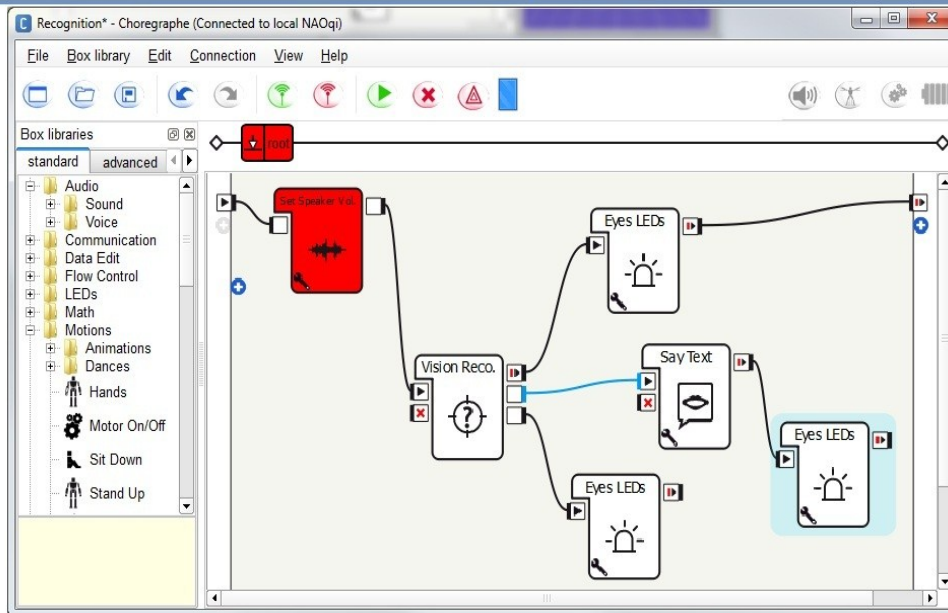 Recognition* - Choregraphe (Connected to local NAOqi)
File Box library Edit Connection View Help
Box libraries
standard advanced
Audio
Sound
Voice
Communication
Data Edit
Flow Control
LEDs
Math
Motions
Animations
Dances
Hands
Motor On/Off
Sit Down
Stand Up
root
Set Speaker Vol.
Eyes LEDs
Vision Reco.
Say Text
Eyes LEDs
Eyes LEDs